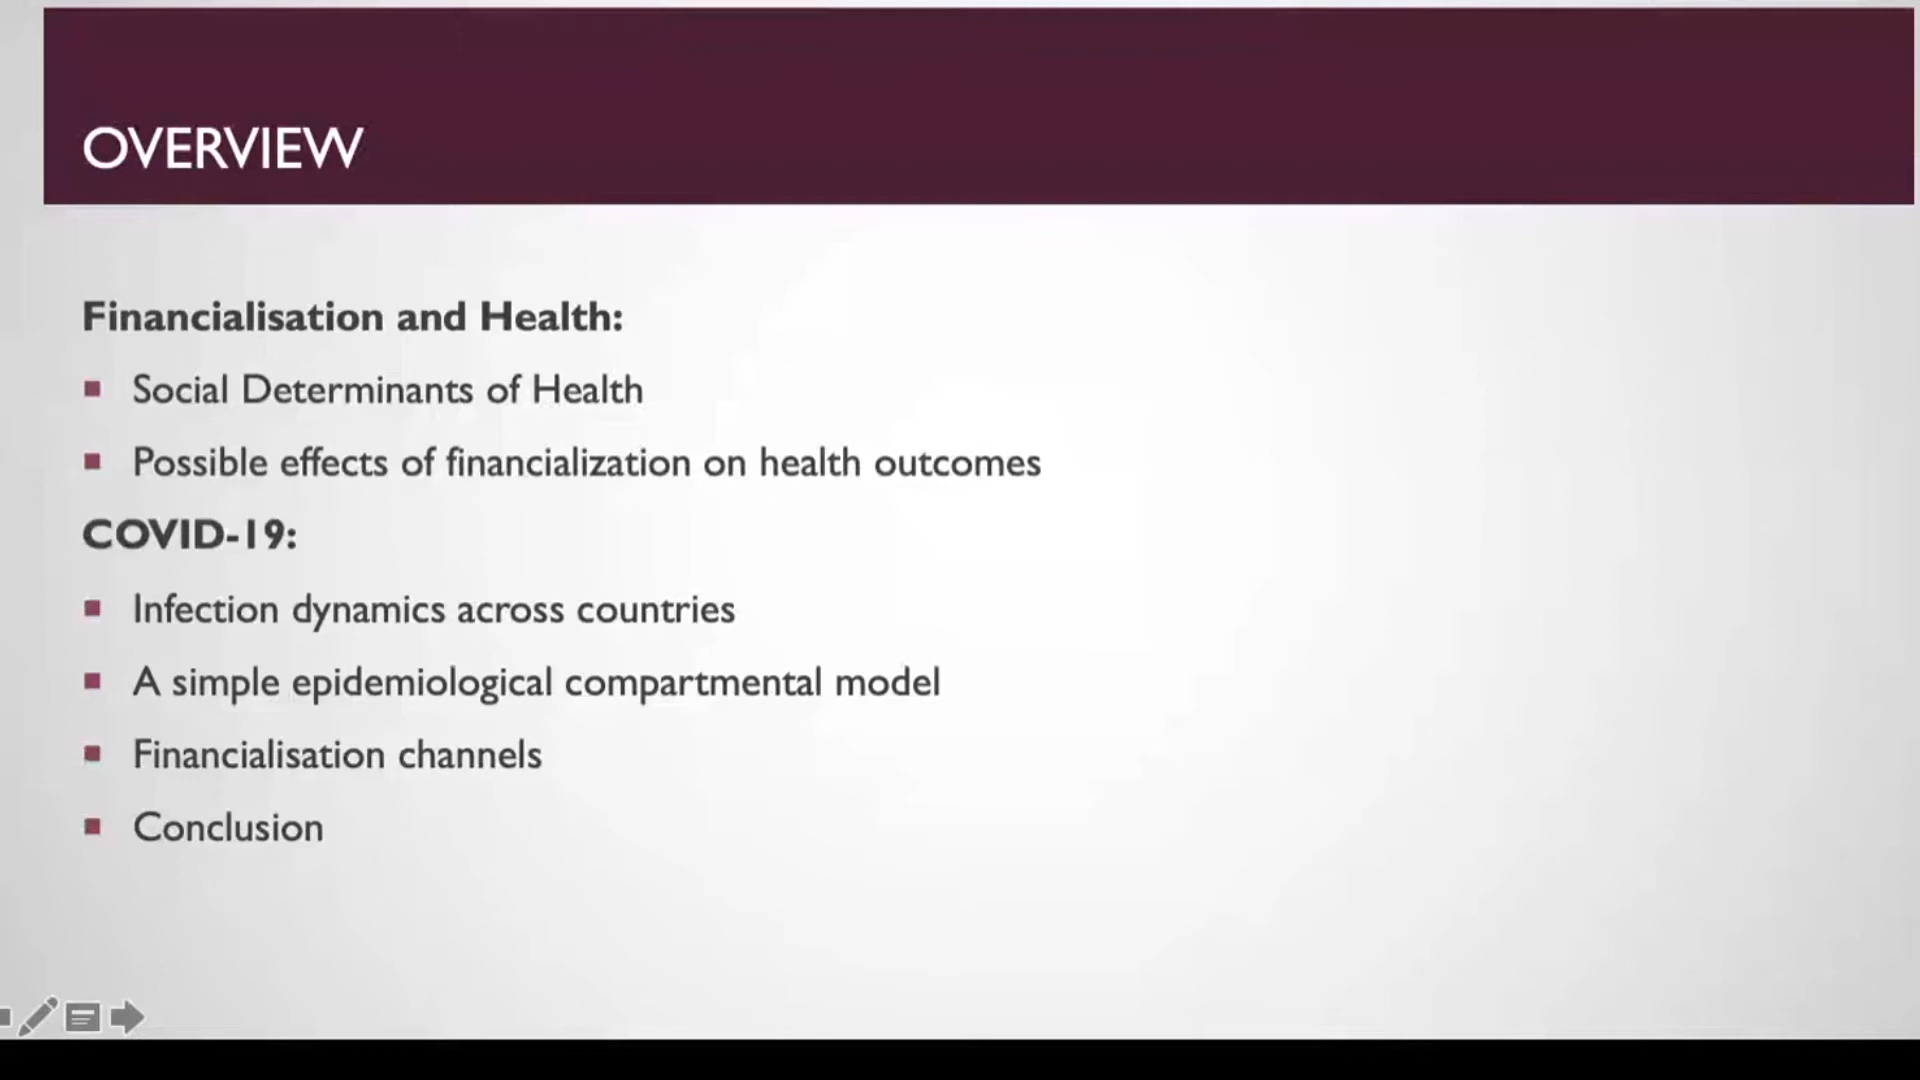 OVERVIEW
Financialisation and Health:
Social Determinants of Health
Possible effects of financialization on health outcomes
COVID-19:
Infection dynamics across countries
A simple epidemiological compartmental model
Financialisation channels
Conclusion